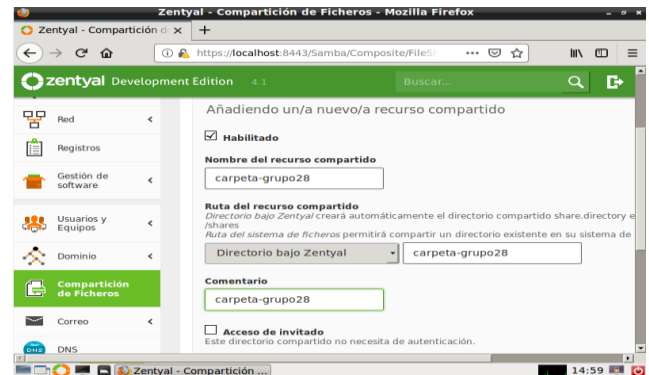 Zentyal - Compartición de Ficheros - Mozilla Firefox
Zentyal - Compartición d
https://localhost:8443/Samba/Composite/FileS
zentyal Development Edition 4.1
Buscar...
Añadiendo un/a nuevo/a recurso compartido
Red
Habilitado
Registros
Nombre del recurso compartido
carpeta-grupo28
Gestión de
software
Ruta del recurso compartido
Directorio bajo Zentyal creará automáticamente el directorio compartido share.directory e
/shares
Ruta del sistema de ficheros permitirá compartir un directorio existente en su sistema de
Usuarios y
Equipos
Directorio bajo Zentyal
carpeta-grupo28
Dominio
Comentario
carpeta-grupo28
Compartición
de Ficheros
Correo
Acceso de invitado
Este directorio compartido no necesita de autenticación.
DNS
DNS
Zentyal - Compartición ...
14:59